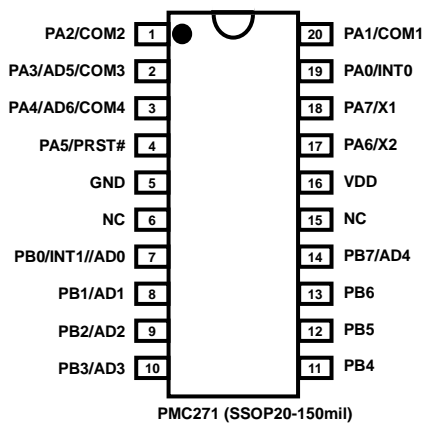 PA2/COM2 1 20 PA1/COM1
PA3/AD5/COM3 2 19 PA0/INT0
PA4/AD6/COM4 3 18 PA7/X1
PA5/PRST# 4 17 PA6/X2
GND 5 16 VDD
NC 6 15 NC
PB0/INT1//AD0 7 14 PB7/AD4
PB1/AD1 8 13 PB6
PB2/AD2 9 12 PB5
PB3/AD3 10 11 PB4
PMC271 (SSOP20-150mil)